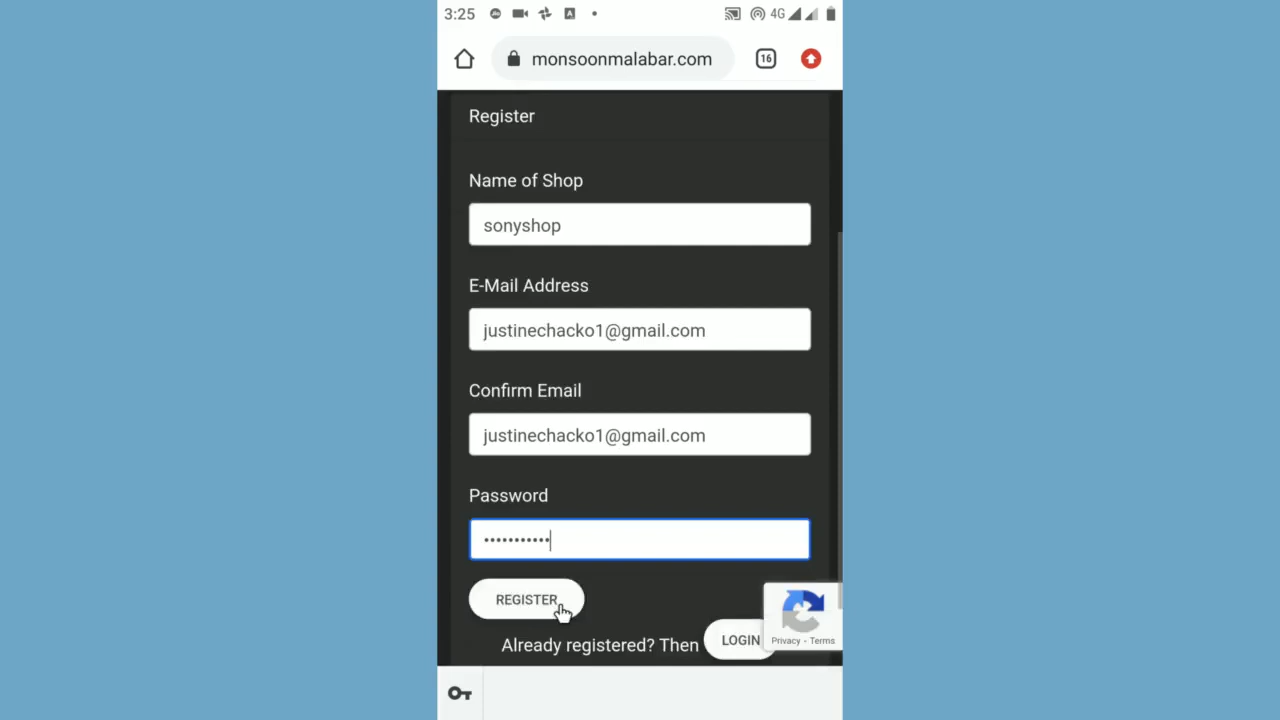 3:25
4G
monsoonmalabar.com
16
Register
Name of Shop
sonyshop
E-Mail Address
justinechacko1@gmail.com
Confirm Email
justinechacko1@gmail.com
Password
•••••••••••
REGISTER
Already registered? Then LOGIN
Privacy - Terms